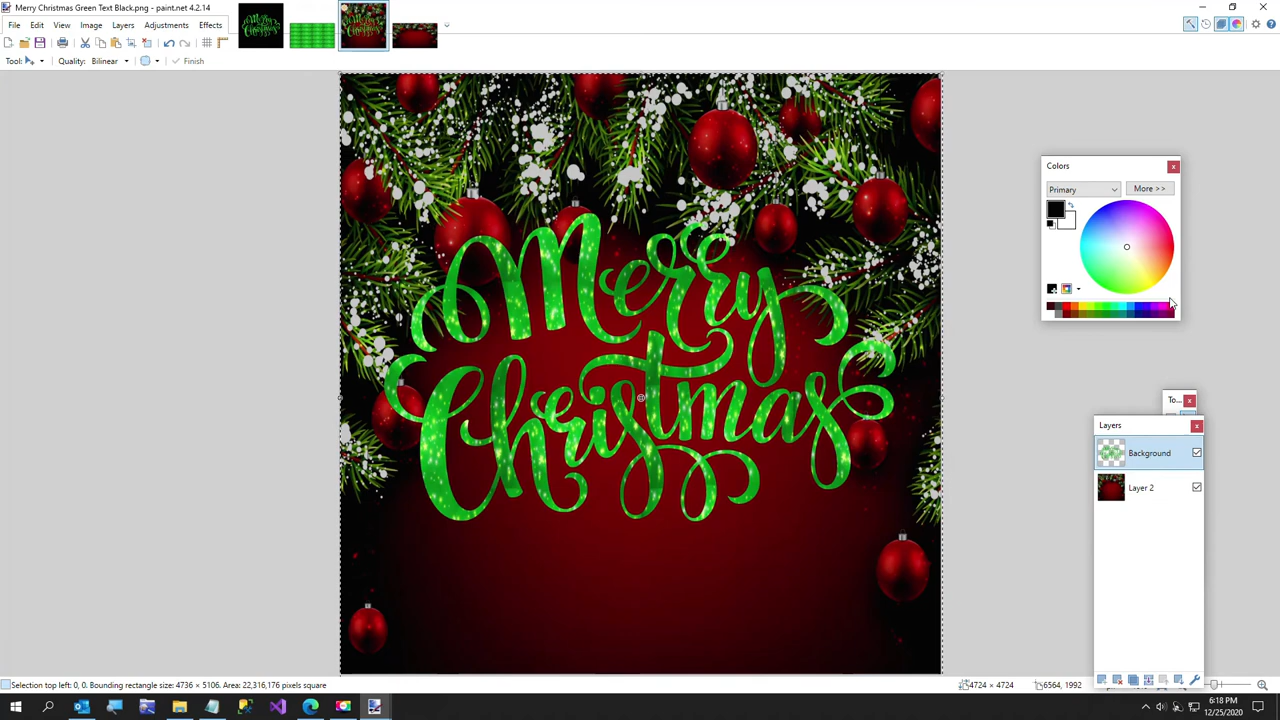 Merry Christmas Green Text Black.png - paint.net 4.2.14
File Edit View Image Layers Adjustments Effects
Tool: Quality: Bilinear Finish
Merry
Christmas
Colors
Primary More >>
To...
Layers
Background
Layer 2
Selection top left: 0, 0. Bounding rectangle size: 4736 × 5106. Area: 22,316,176 pixels square
4724 × 4724 6564, 1992
6:18 PM
12/25/2020